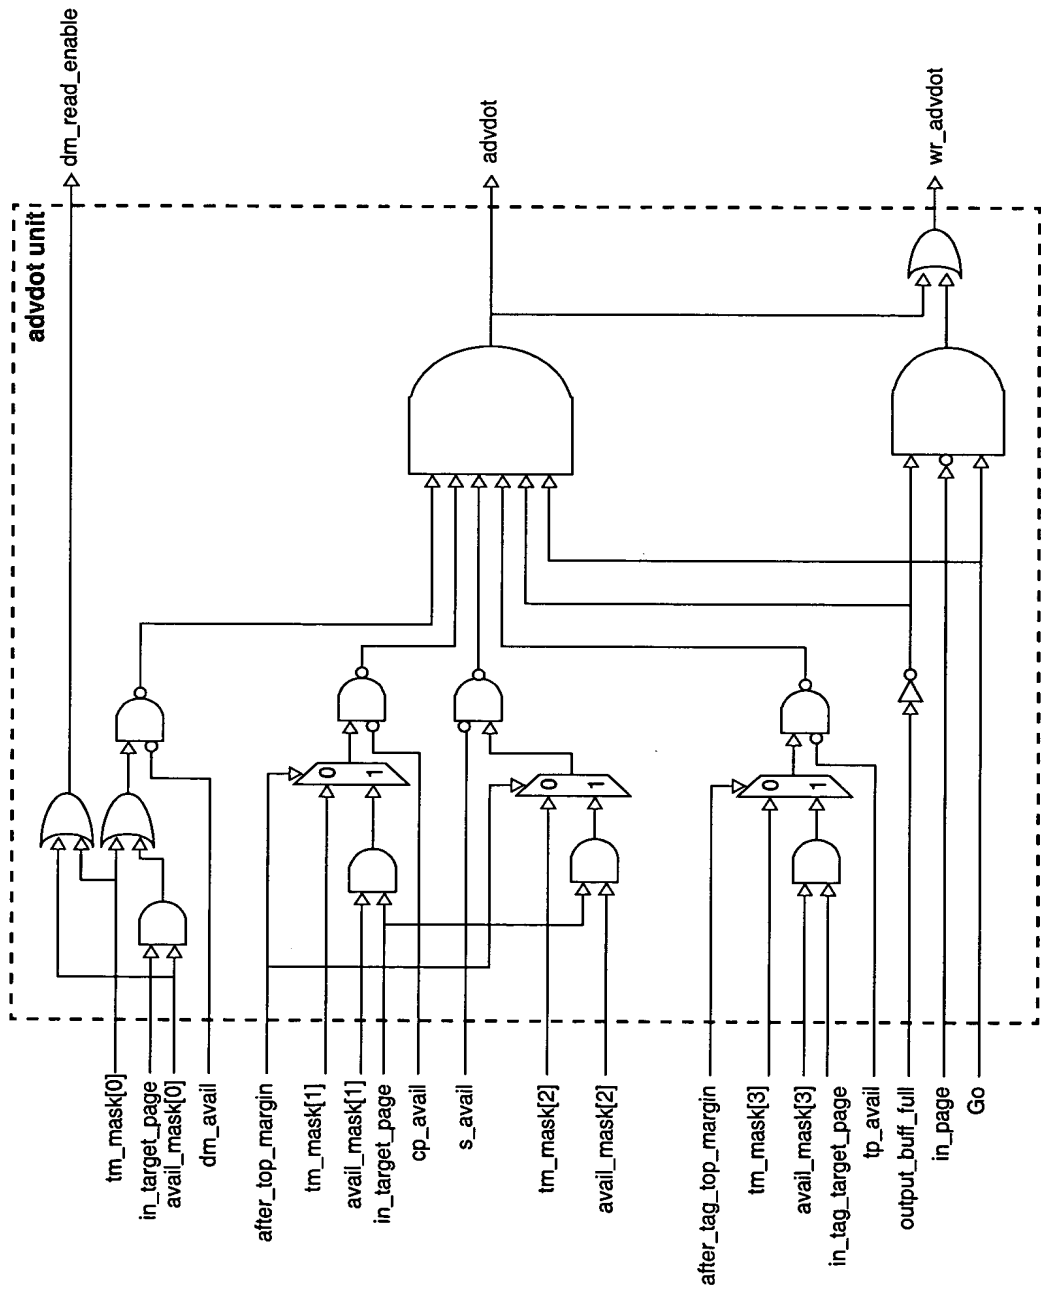 advdot unit
dm_read_enable
advdot
wr_advdot
tm_mask[0]
in_target_page
avail_mask[0]
dm_avail
after_top_margin
tm_mask[1]
avail_mask[1]
in_target_page
cp_avail
s_avail
tm_mask[2]
avail_mask[2]
after_tag_top_margin
tm_mask[3]
avail_mask[3]
in_tag_target_page
tp_avail
output_buff_full
in_page
Go
0
1
0
1
0
1